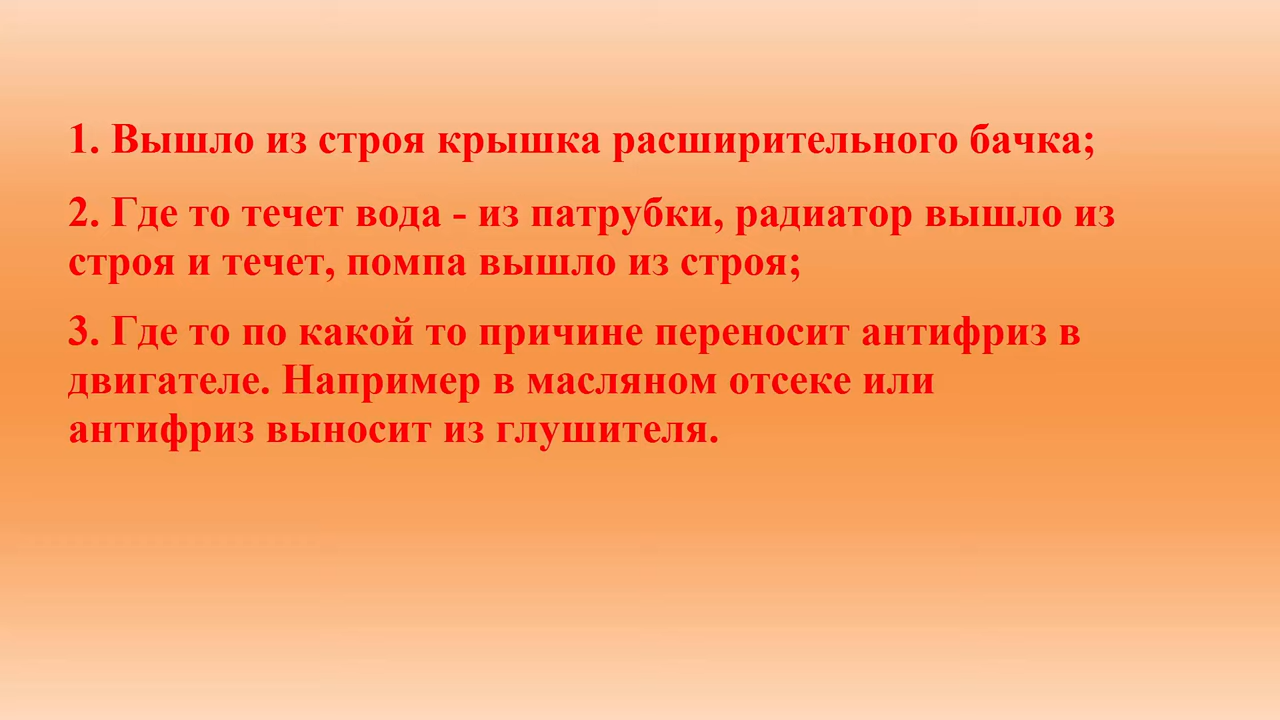 1. Вышло из строя крышка расширительного бачка;
2. Где то течет вода - из патрубки, радиатор вышло из
строя и течет, помпа вышло из строя;
3. Где то по какой то причине переносит антифриз в
двигателе. Например в масляном отсеке или
антифриз выносит из глушителя.